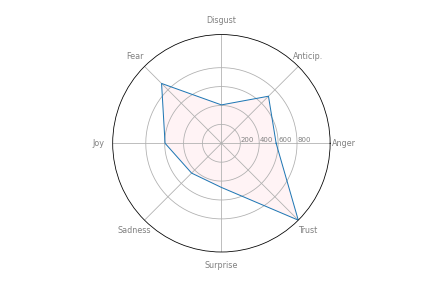 Disgust
Fear
Anticip.
Joy
200 400 600 800
Anger
Sadness
Trust
Surprise